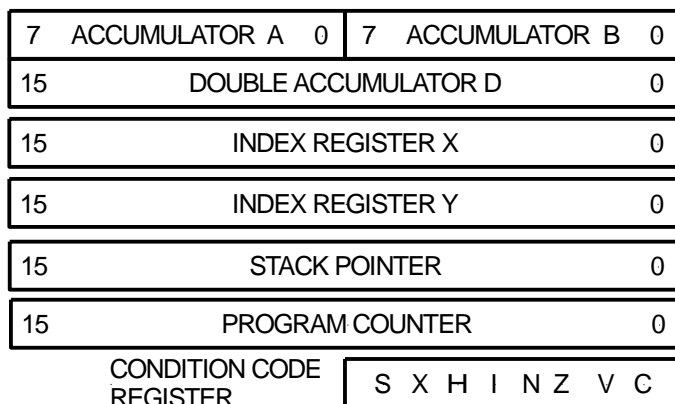 7 ACCUMULATOR A 0 7 ACCUMULATOR B 0
15 DOUBLE ACCUMULATOR D 0
15 INDEX REGISTER X 0
15 INDEX REGISTER Y 0
15 STACK POINTER 0
15 PROGRAM COUNTER 0
CONDITION CODE
REGISTER
S X H I N Z V C